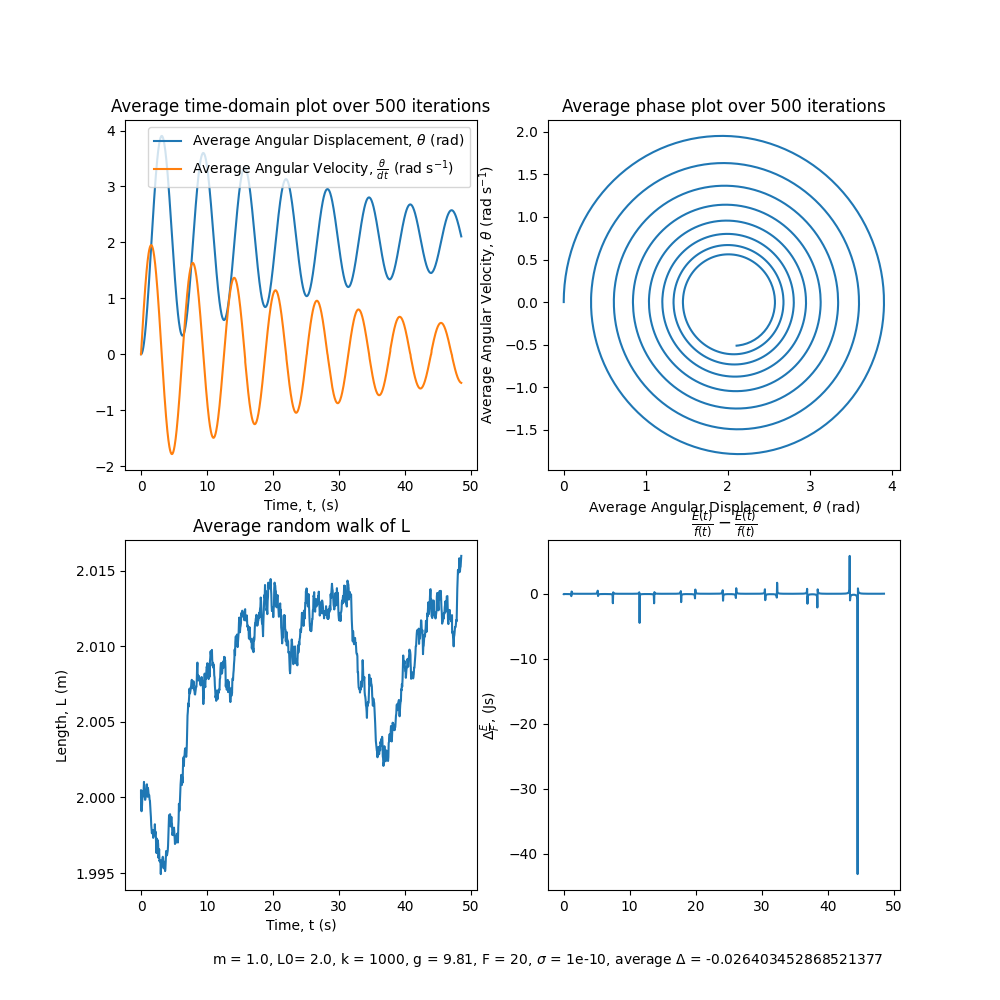 Average time-domain plot over 500 iterations
Average Angular Displacement, θ (rad)
Average Angular Velocity, θ/dt (rad s⁻¹)
4
3
2
1
0
−1
−2
0 10 20 30 40 50
Time, t, (s)
Average phase plot over 500 iterations
Average Angular Velocity, θ (rad s⁻¹)
2.0
1.5
1.0
0.5
0.0
−0.5
−1.0
−1.5
0 1 2 3 4
Average Angular Displacement, θ (rad)
Average random walk of L
Length, L (m)
2.015
2.010
2.005
2.000
1.995
0 10 20 30 40 50
Time, t (s)
E(t)/f(t) − E(t)/f(t)
Δ E/F, (Js)
0
−10
−20
−30
−40
0 10 20 30 40 50
m = 1.0, L0= 2.0, k = 1000, g = 9.81, F = 20, σ = 1e-10, average Δ = -0.026403452868521377